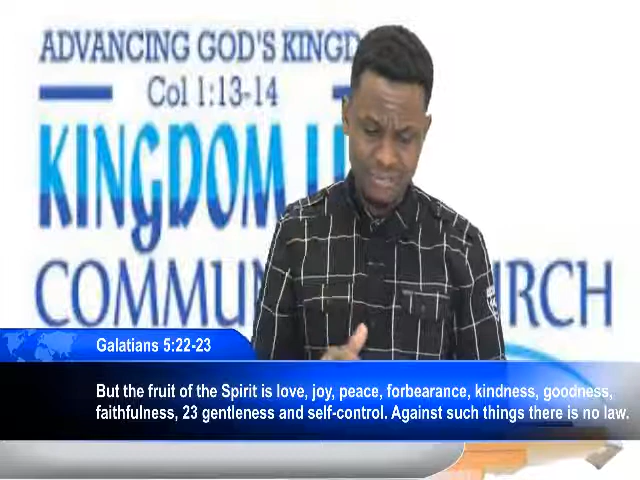 ADVANCING GOD'S KINGD
Col 1:13-14
KINGDOM
COMMUN URCH
Galatians 5:22-23
But the fruit of the Spirit is love, joy, peace, forbearance, kindness, goodness,
faithfulness, 23 gentleness and self-control. Against such things there is no law.